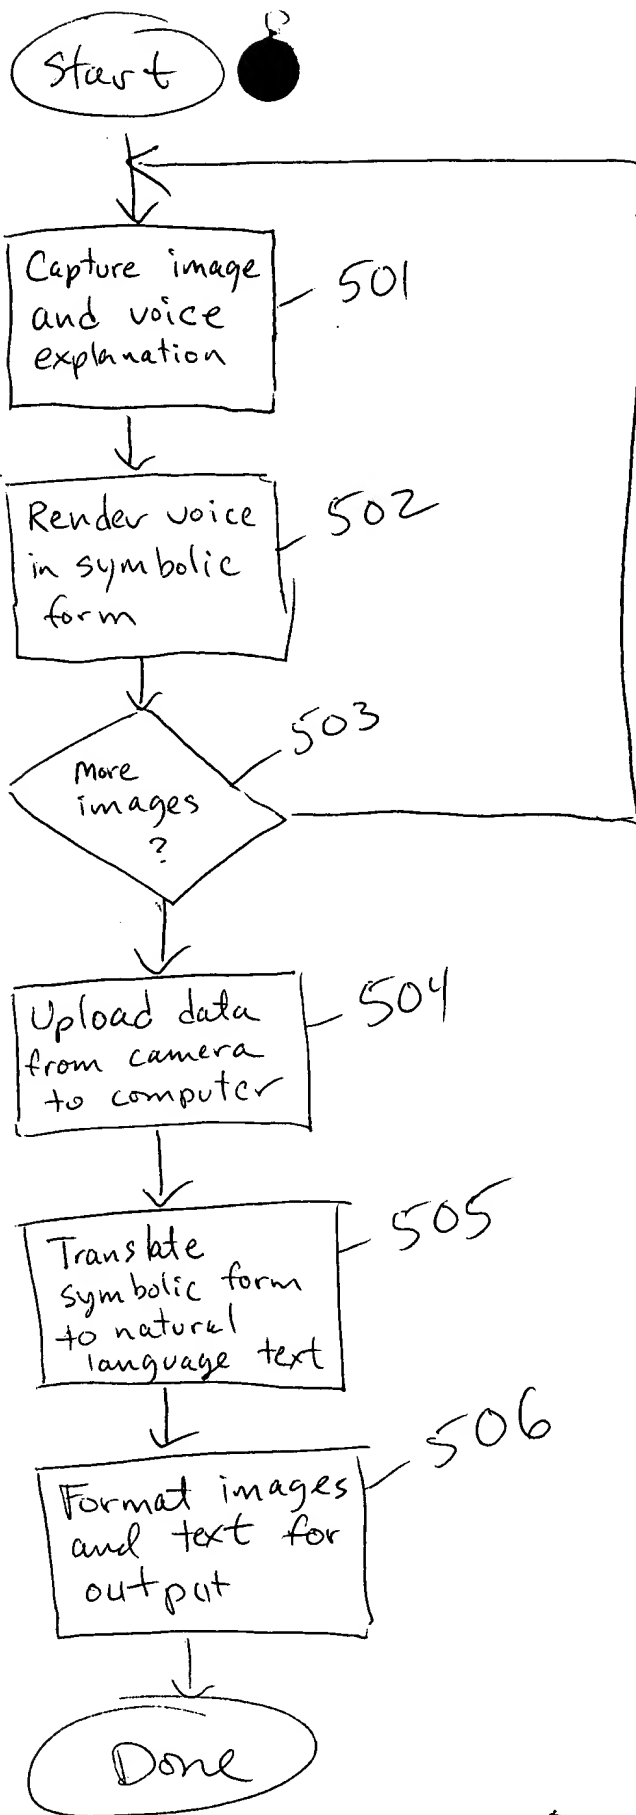 Start
Capture image
and voice
explanation
501
Render voice
in symbolic
form
502
More
images
?
503
Upload data
from camera
to computer
504
Translate
symbolic form
to natural
language text
505
Format images
and text for
output
506
Done